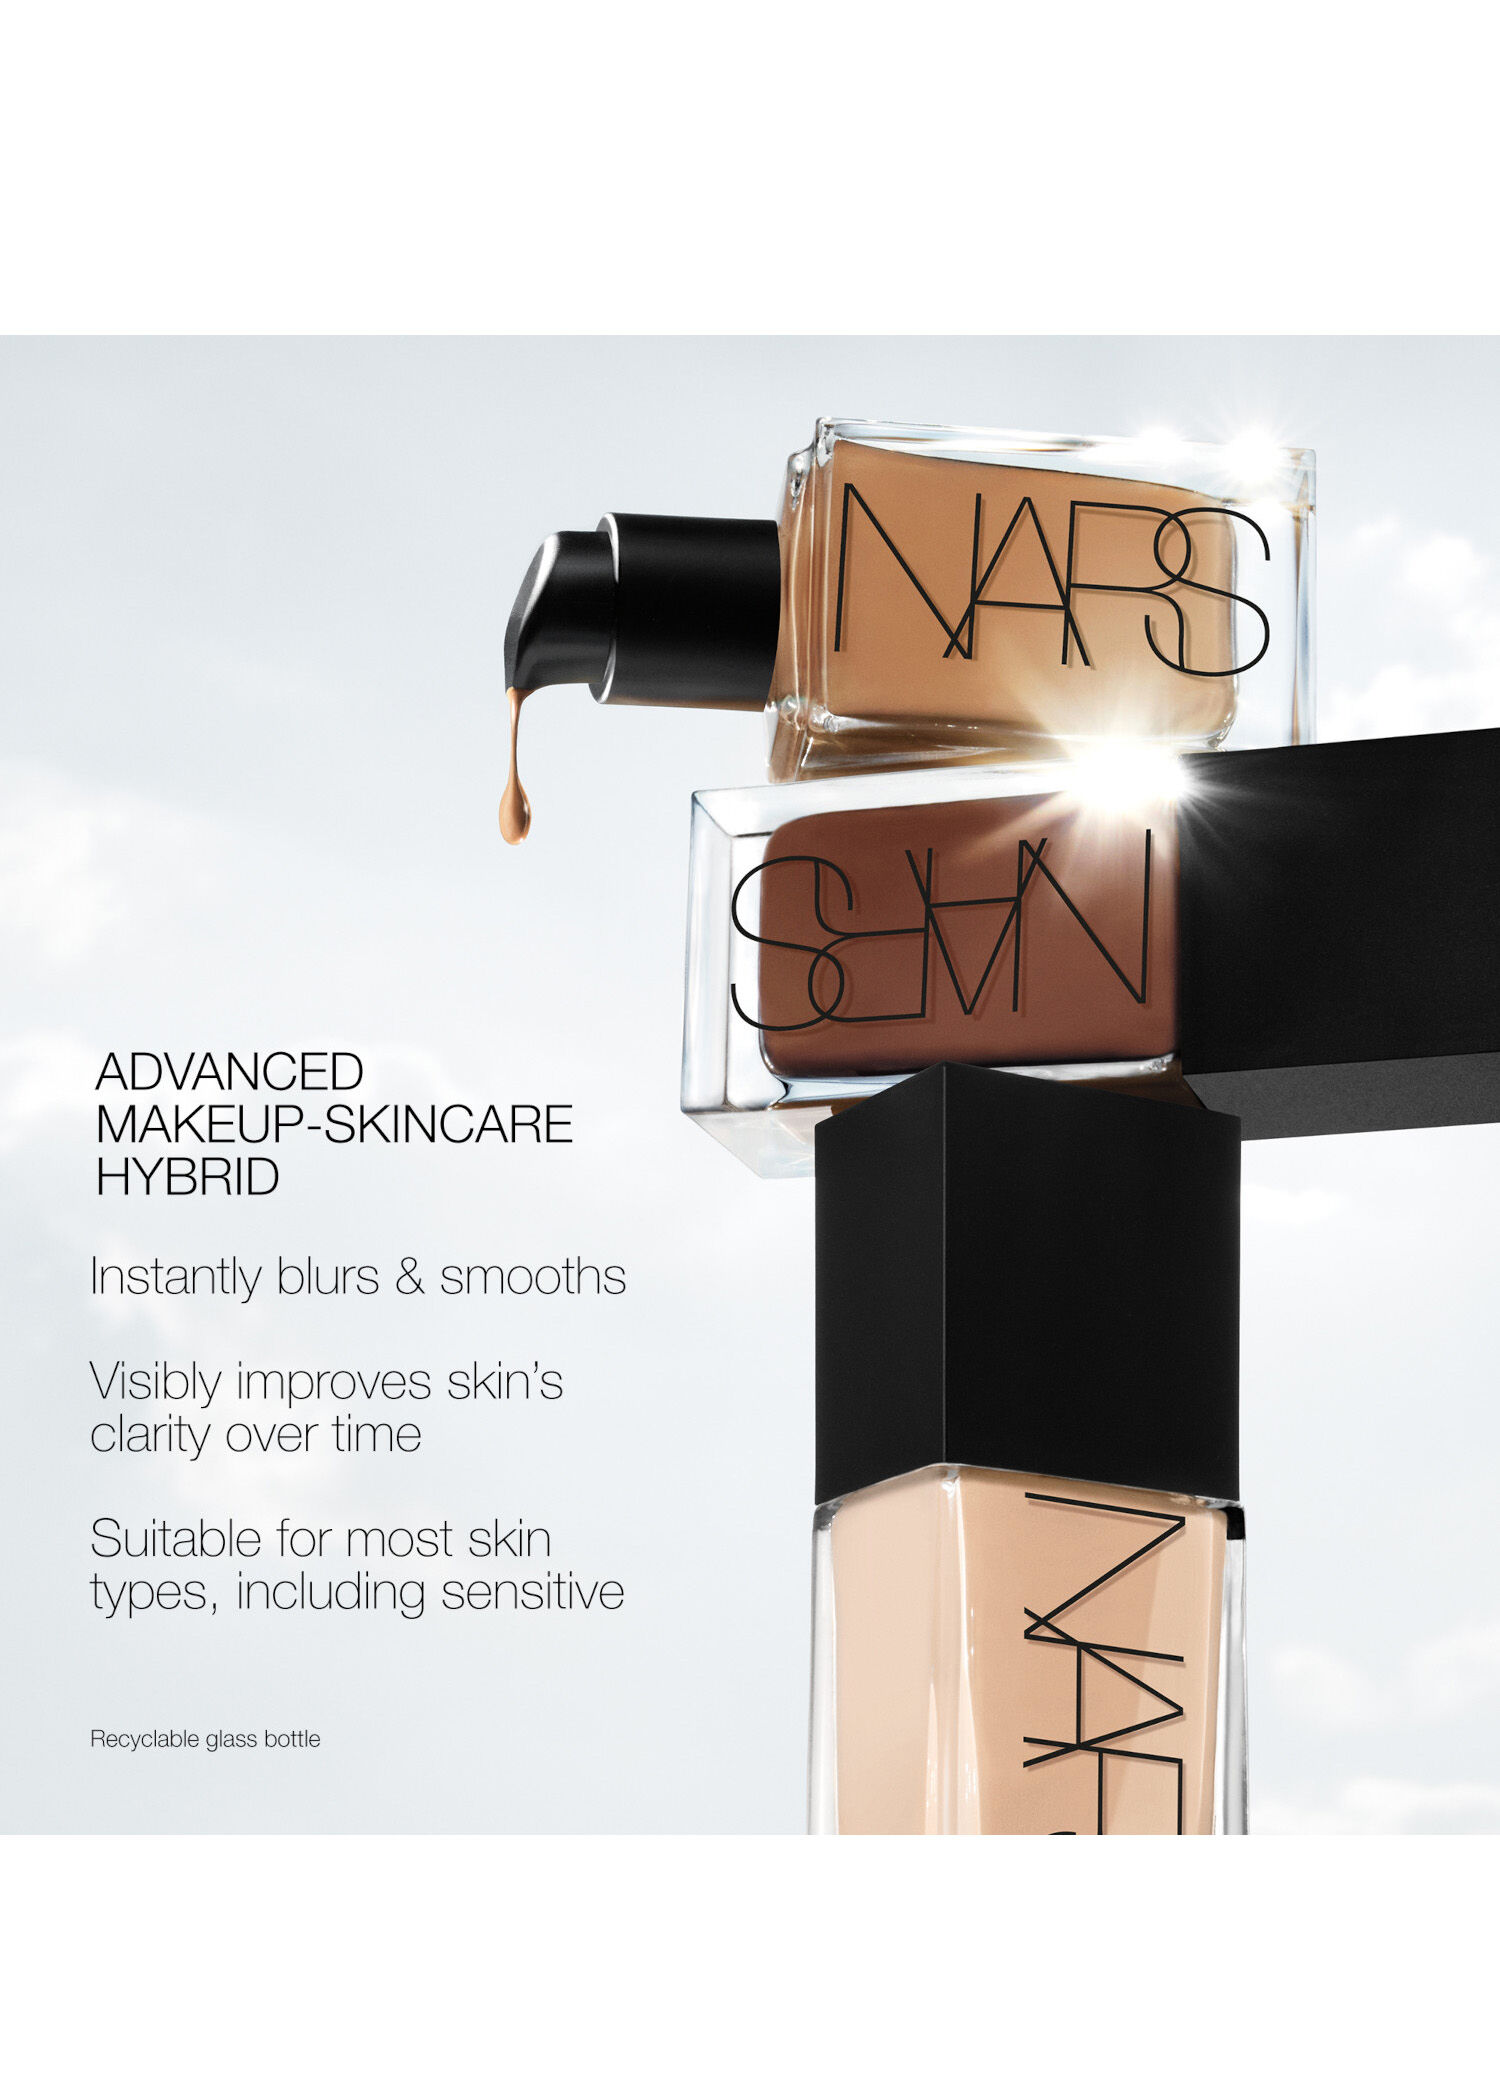 NARS
NARS
ADVANCED
MAKEUP-SKINCARE
HYBRID
Instantly blurs & smooths
Visibly improves skin's
clarity over time
Suitable for most skin
types, including sensitive
NARS
Recyclable glass bottle